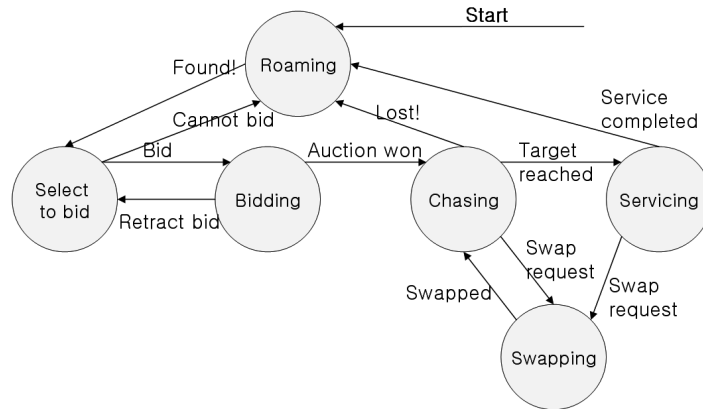 Start
Roaming
Found!
Cannot bid
Lost!
Service
completed
Bid
Auction won
Target
reached
Select
to bid
Bidding
Chasing
Servicing
Retract bid
Swap
request
Swapped
Swap
request
Swapping